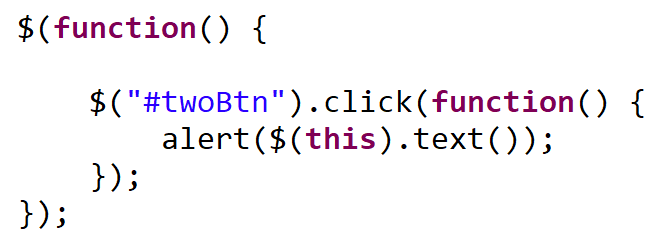 $(function() {
$("#twoBtn").click(function() {
alert($(this).text());
});
});